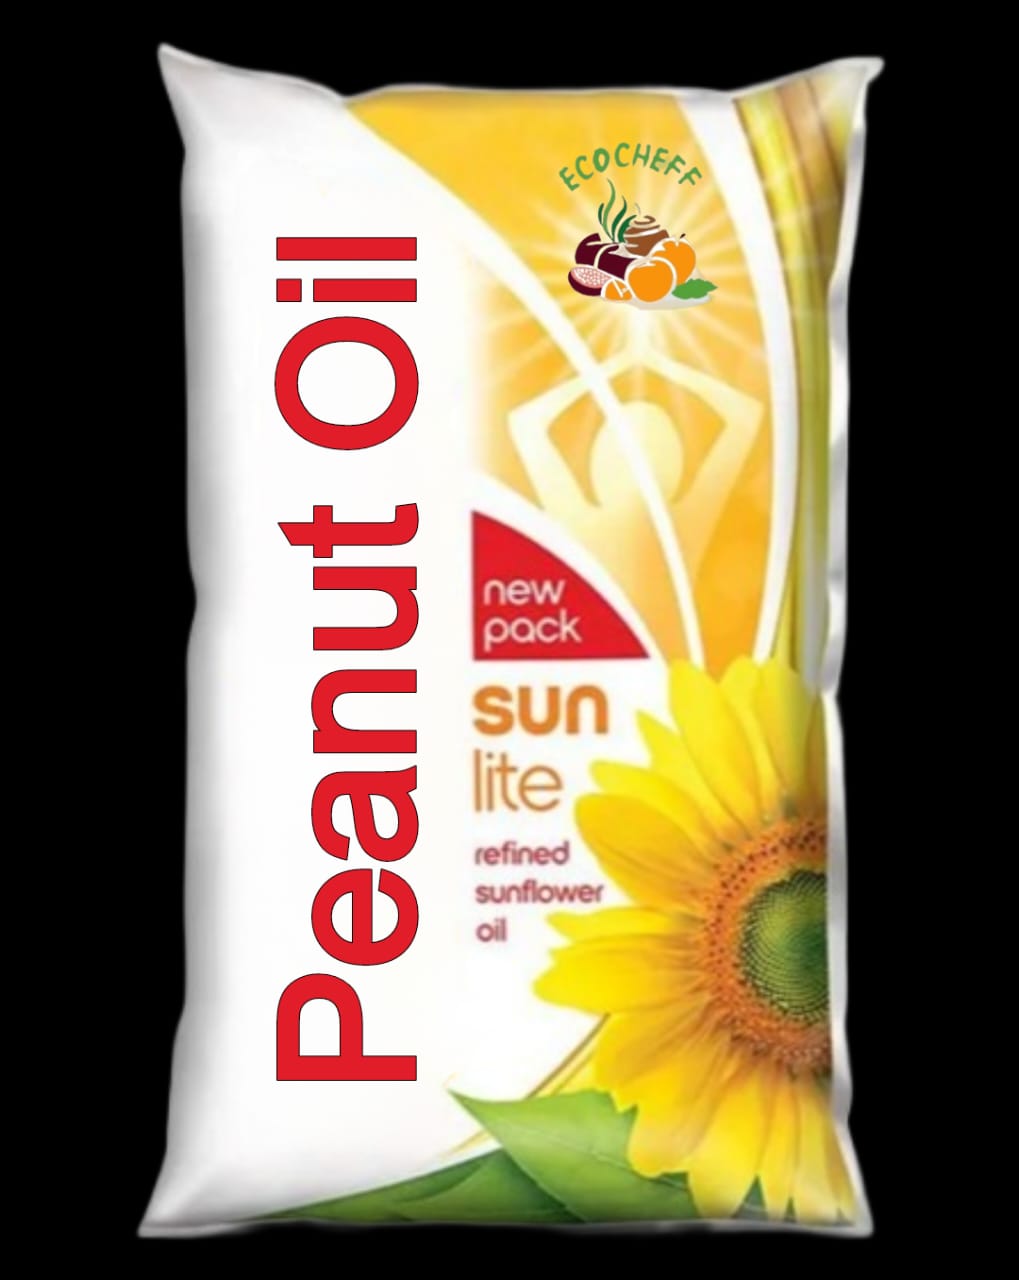 ECOCHEFF
Peanut Oil
new
pack
sun
lite
refined
sunflower
oil